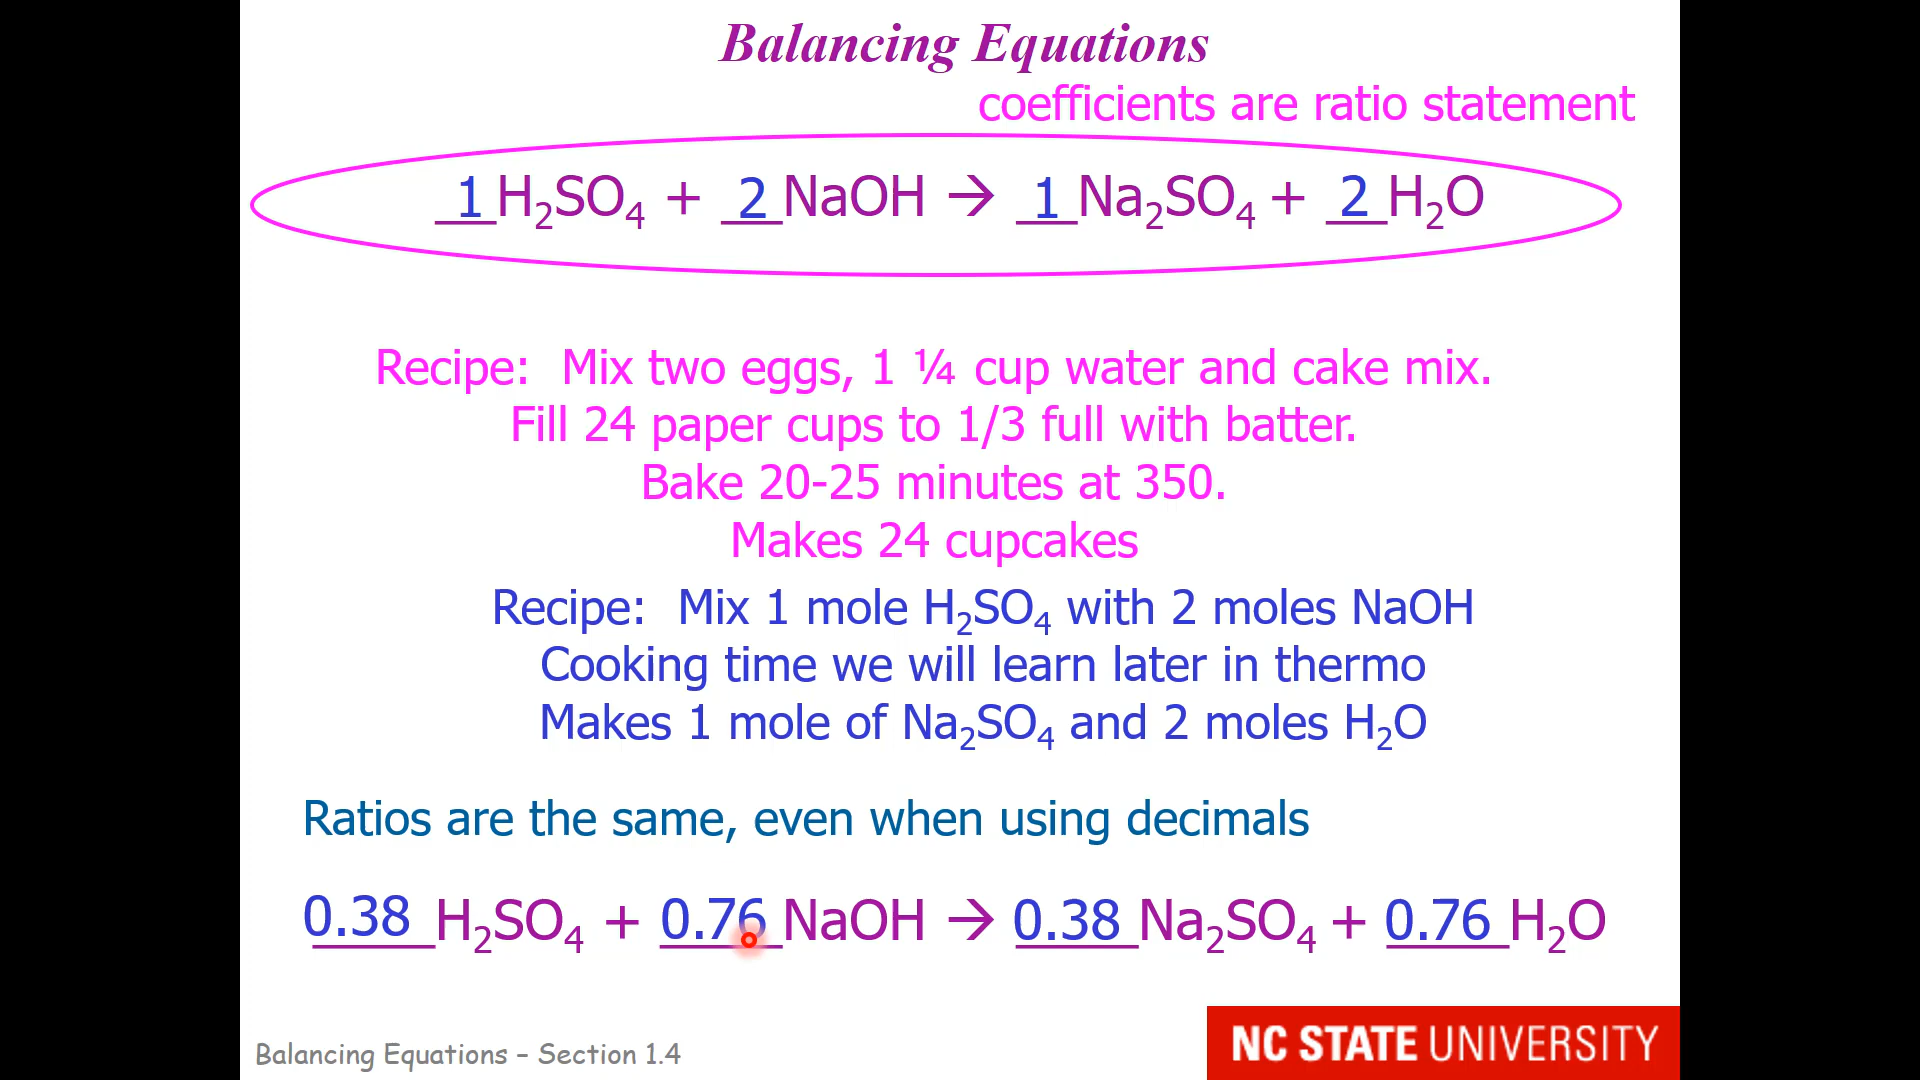 Balancing Equations
coefficients are ratio statement
1 H₂SO₄ + 2 NaOH → 1 Na₂SO₄ + 2 H₂O
Recipe: Mix two eggs, 1 ¼ cup water and cake mix.
Fill 24 paper cups to 1/3 full with batter.
Bake 20-25 minutes at 350.
Makes 24 cupcakes
Recipe: Mix 1 mole H₂SO₄ with 2 moles NaOH
Cooking time we will learn later in thermo
Makes 1 mole of Na₂SO₄ and 2 moles H₂O
Ratios are the same, even when using decimals
0.38 H₂SO₄ + 0.76 NaOH → 0.38 Na₂SO₄ + 0.76 H₂O
Balancing Equations – Section 1.4
NC STATE UNIVERSITY